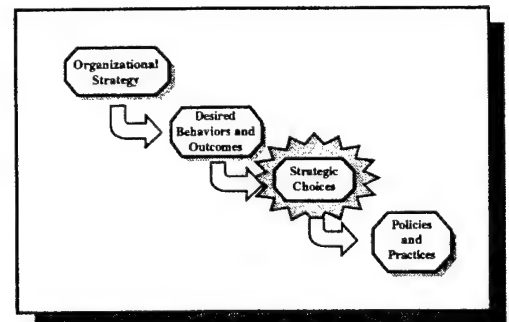 Organizational
Strategy
Desired
Behaviors and
Outcomes
Strategic
Choices
Policies
and
Practices